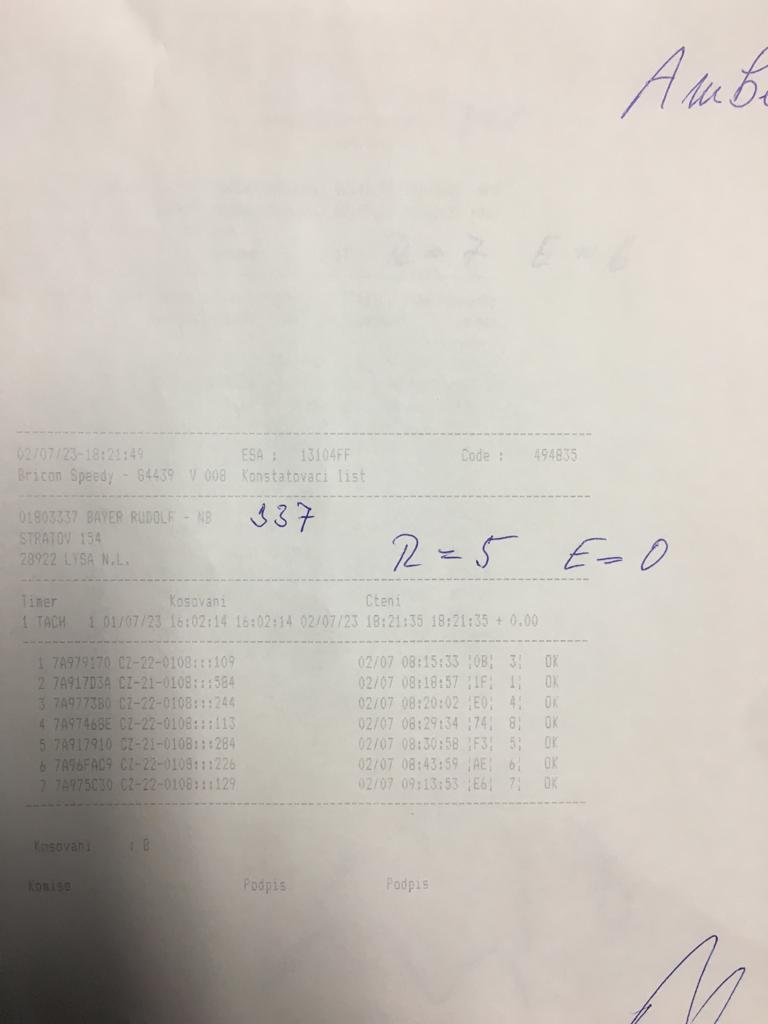 02/07/23-18:21:49 ESA : 13104FF Code : 494835
Bricon Speedy - G4439 V 008 Konstatovaci list
01803337 BAYER RUDOLF - NB 337
STRATOV 154
28922 LYSA N.L.
R = 5 E = 0
Timer Kosovani Cteni
1 TACH 1 01/07/23 16:02:14 16:02:14 02/07/23 18:21:35 18:21:35 + 0.00
1 7A979170 CZ-22-0108:::109 02/07 08:15:33 ¦0B¦ 3¦ OK
2 7A917D3A CZ-21-0108:::584 02/07 08:18:57 ¦1F¦ 1¦ OK
3 7A9773B0 CZ-22-0108:::244 02/07 08:20:02 ¦E0¦ 4¦ OK
4 7A97468E CZ-22-0108:::113 02/07 08:29:34 ¦74¦ 8¦ OK
5 7A917910 CZ-21-0108:::284 02/07 08:30:58 ¦F3¦ 5¦ OK
6 7A96FAC9 CZ-22-0108:::226 02/07 08:43:59 ¦AE¦ 6¦ OK
7 7A975C30 CZ-22-0108:::129 02/07 09:13:53 ¦E6¦ 7¦ OK
Kosovani : 8
Komise Podpis Podpis